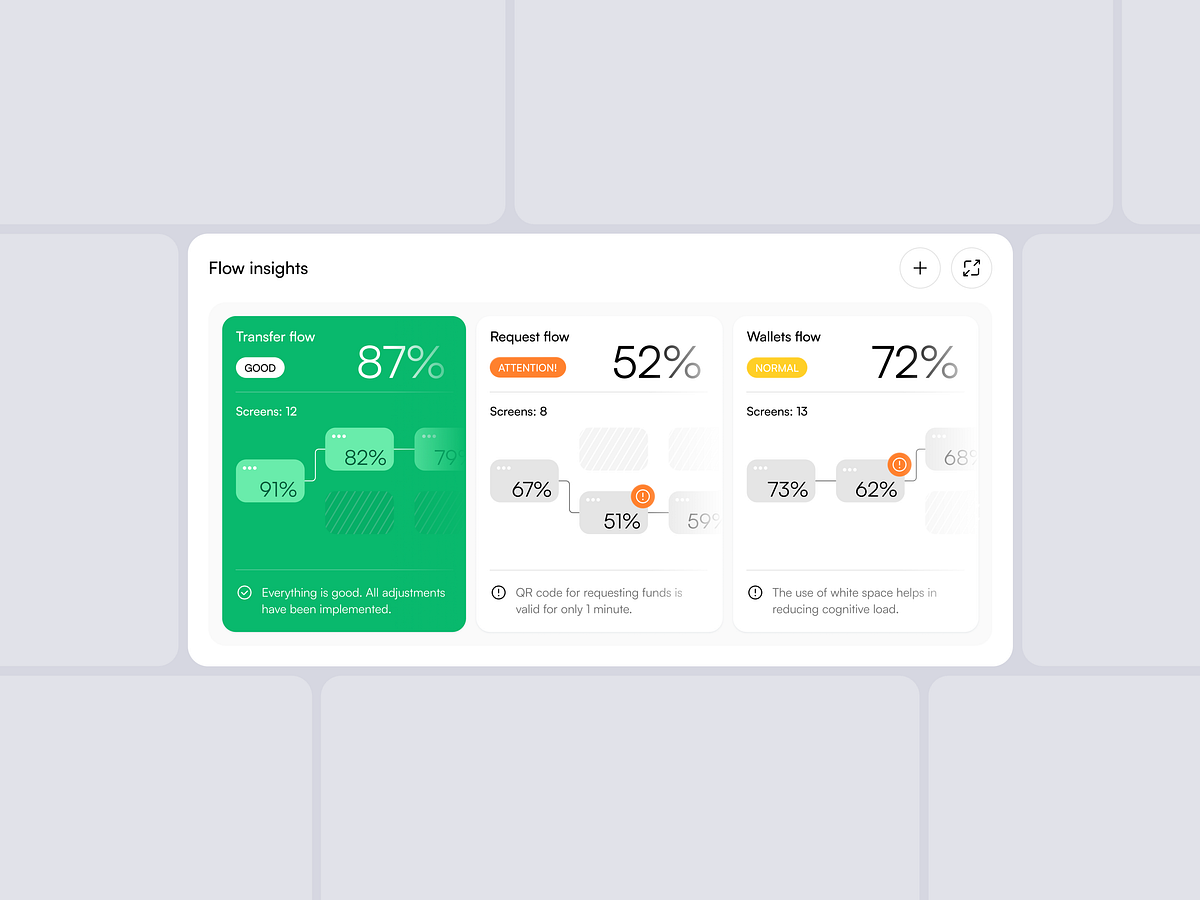 Flow insights
Transfer flow
GOOD
87%
Screens: 12
91%
82%
79%
Everything is good. All adjustments
have been implemented.
Request flow
ATTENTION!
52%
Screens: 8
67%
51%
59%
QR code for requesting funds is
valid for only 1 minute.
Wallets flow
NORMAL
72%
Screens: 13
73%
62%
68%
The use of white space helps in
reducing cognitive load.